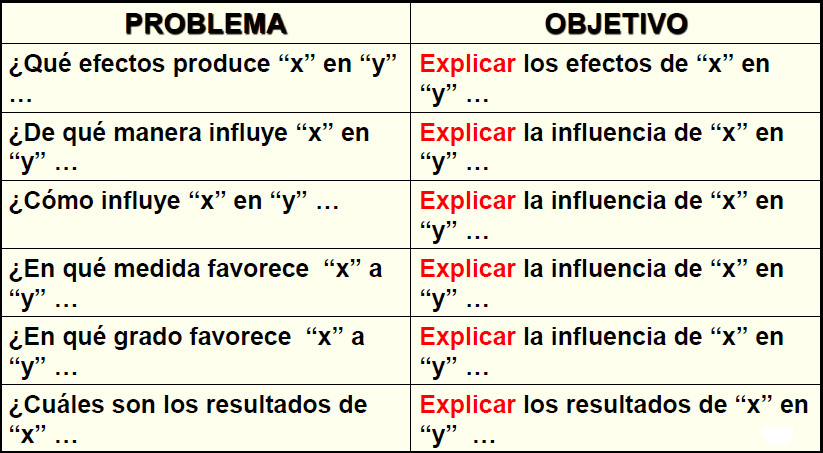 PROBLEMA
OBJETIVO
¿Qué efectos produce “x” en “y”
…
Explicar los efectos de “x” en
“y” …
¿De qué manera influye “x” en
“y” …
Explicar la influencia de “x” en
“y” …
¿Cómo influye “x” en “y” …
Explicar la influencia de “x” en
“y” …
¿En qué medida favorece “x” a
“y” …
Explicar la influencia de “x” en
“y” …
¿En qué grado favorece “x” a
“y” …
Explicar la influencia de “x” en
“y” …
¿Cuáles son los resultados de
“x” …
Explicar los resultados de “x” en
“y” …